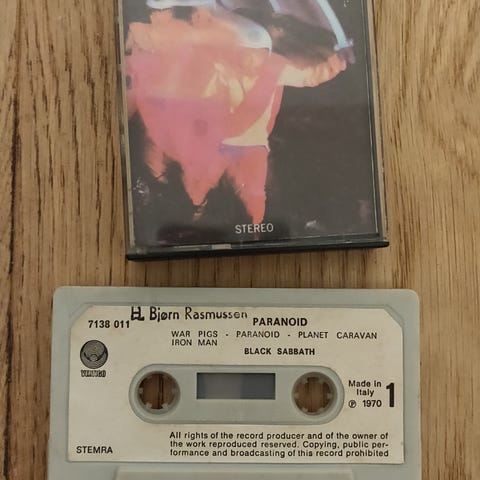 STEREO
H. Bjørn Rasmussen
7138 011
PARANOID
WAR PIGS - PARANOID - PLANET CARAVAN
IRON MAN
BLACK SABBATH
VERTIGO
Made in
Italy
℗ 1970
1
All rights of the record producer and of the owner of
the work reproduced reserved. Copying, public per-
formance and broadcasting of this record prohibited
STEMRA